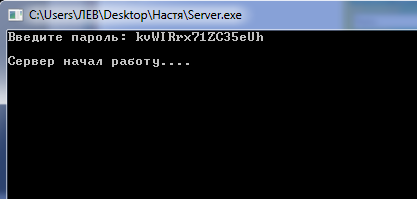 C:\Users\ЛЕВ\Desktop\Настя\Server.exe
Введите пароль: kvWIRrx71ZC35eUh
Сервер начал работу....